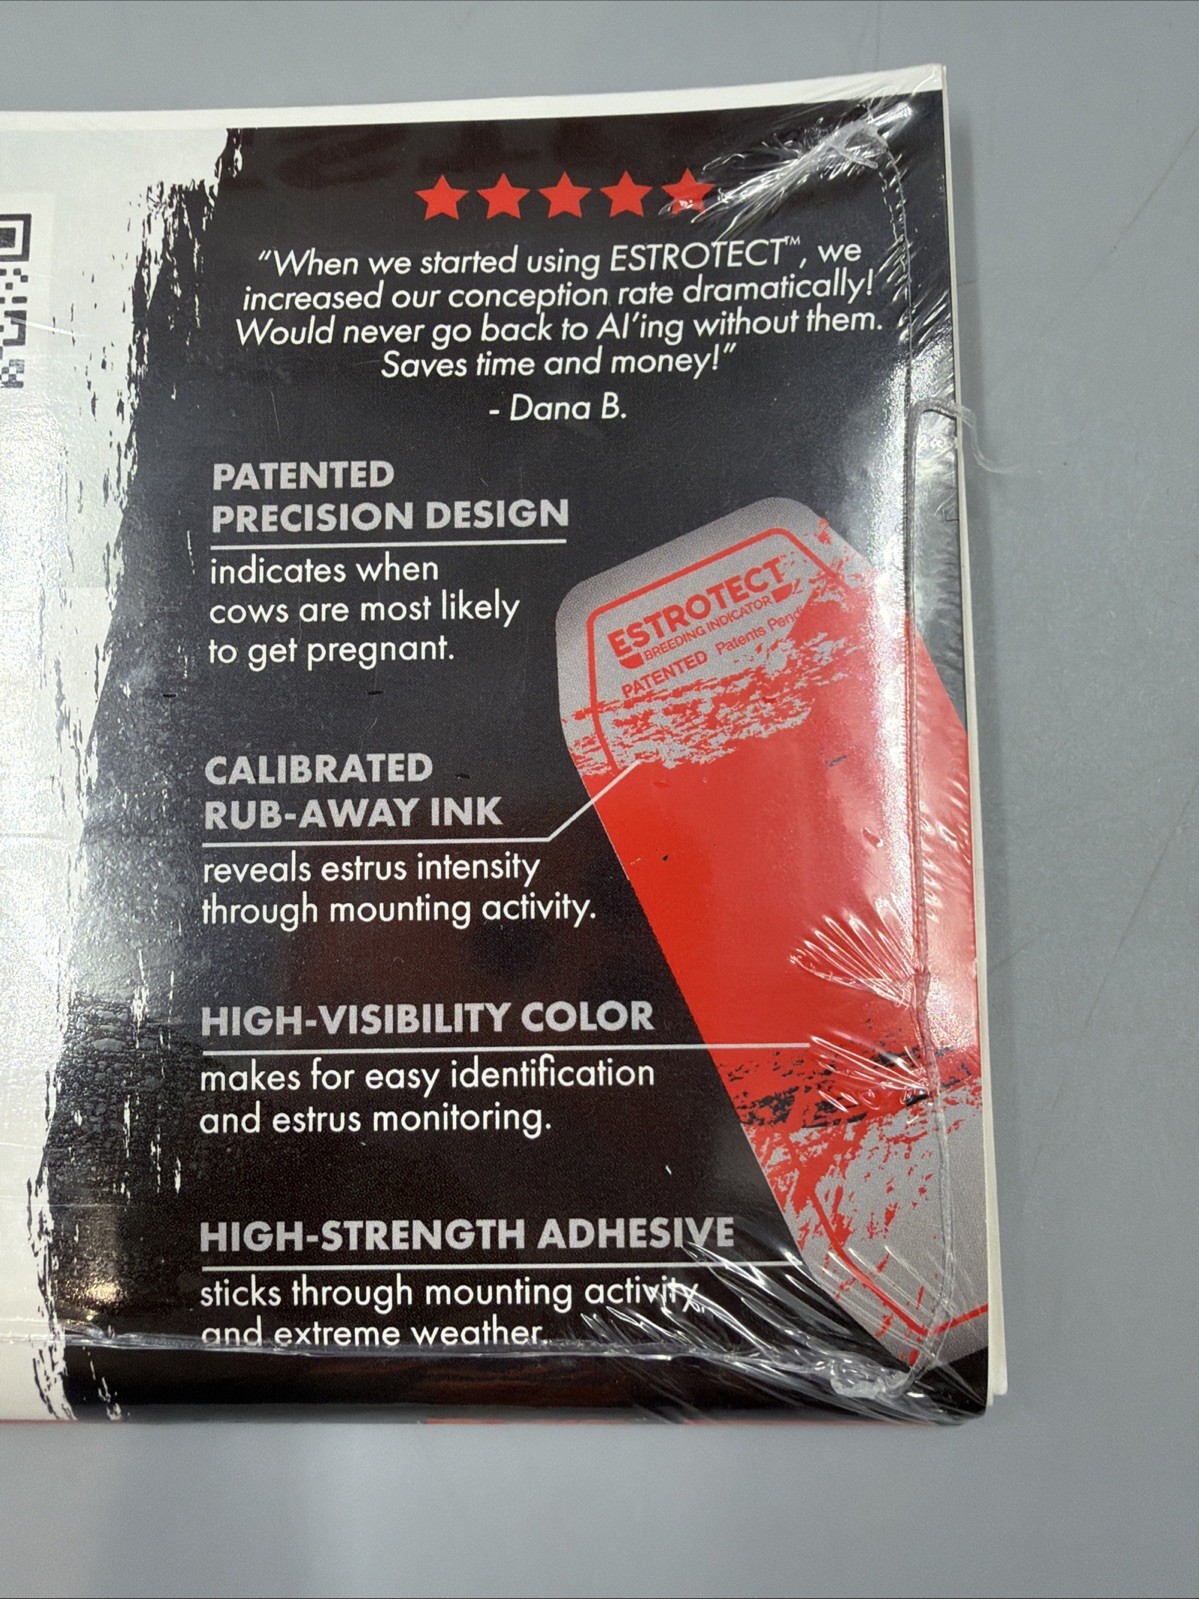 “When we started using ESTROTECT™, we
increased our conception rate dramatically!
Would never go back to AI’ing without them.
Saves time and money!”
- Dana B.
PATENTED
PRECISION DESIGN
indicates when
cows are most likely
to get pregnant.
ESTROTECT
BREEDING INDICATOR
PATENTED Patents
CALIBRATED
RUB-AWAY INK
reveals estrus intensity
through mounting activity.
HIGH-VISIBILITY COLOR
makes for easy identification
and estrus monitoring.
HIGH-STRENGTH ADHESIVE
sticks through mounting activity,
and extreme weather.